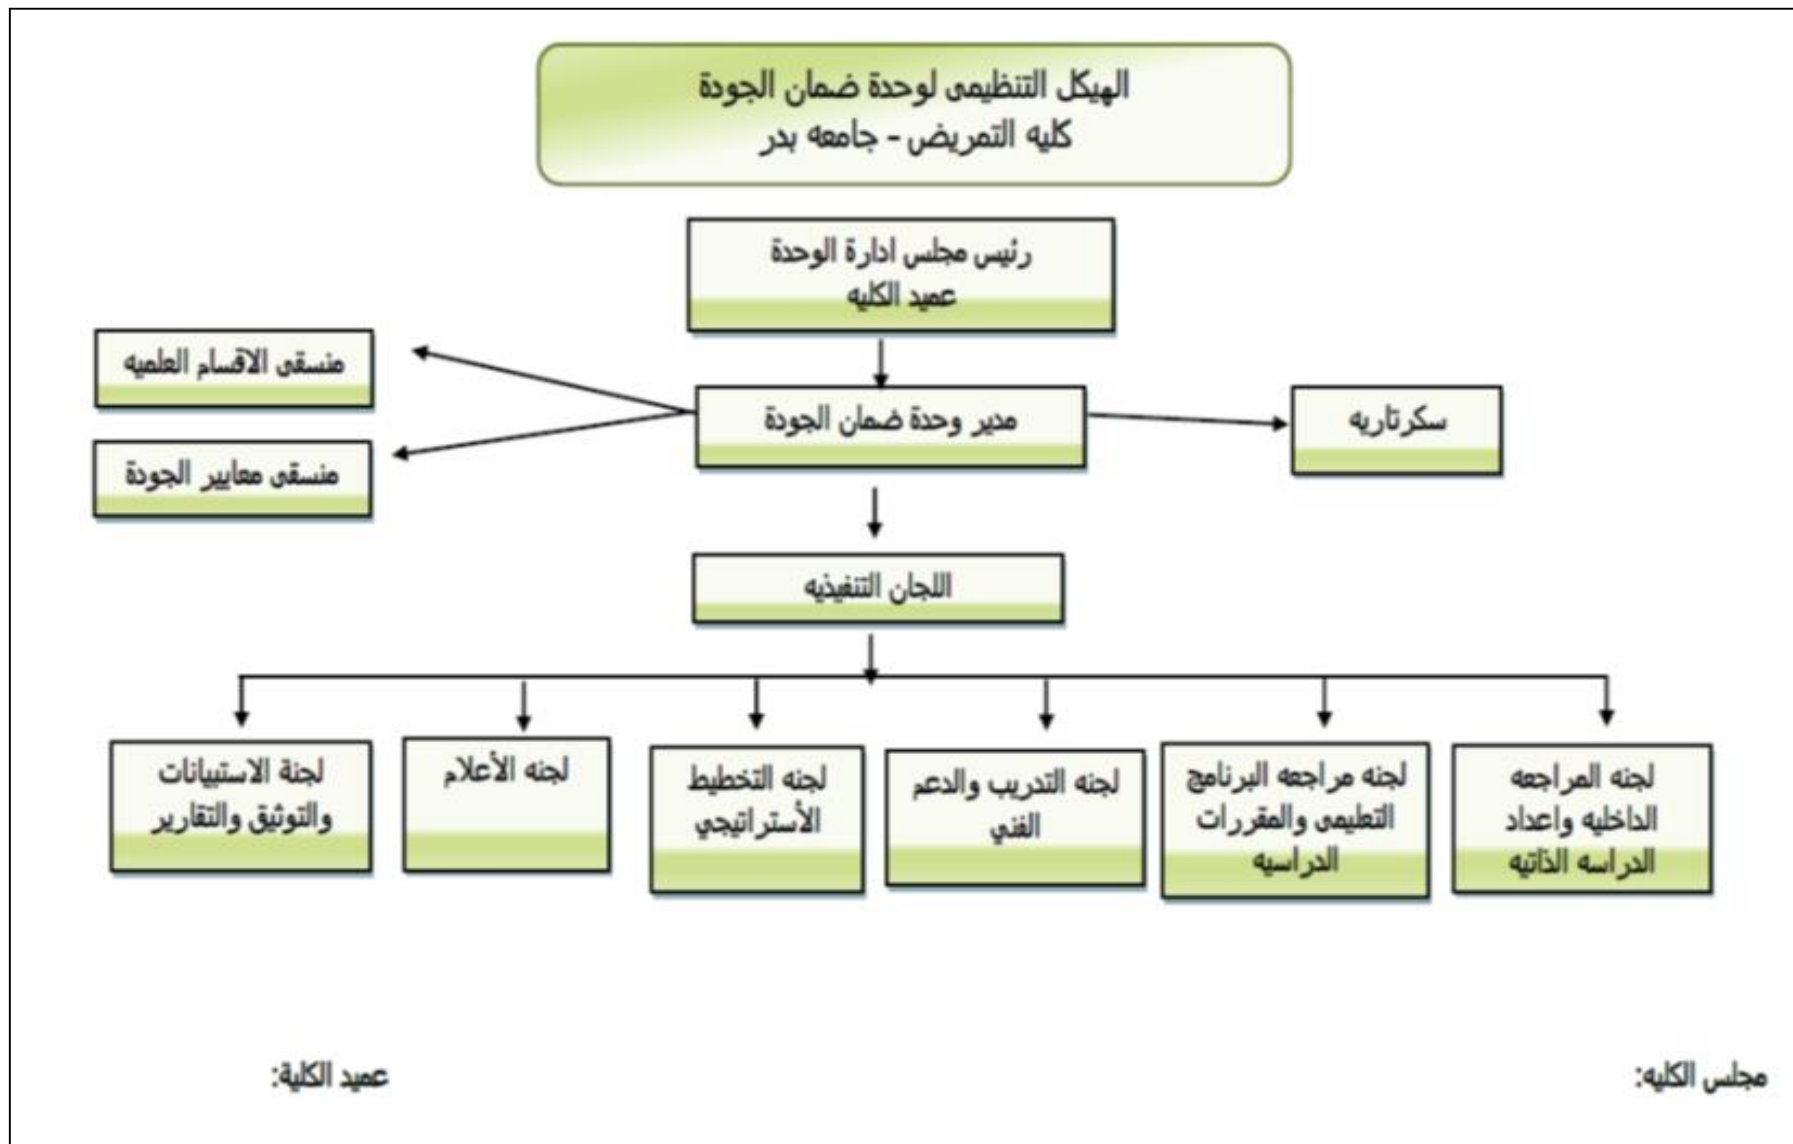 الهيكل التنظيمى لوحدة ضمان الجودة
كليه التمريض - جامعه بدر
رئيس مجلس ادارة الوحدة
عميد الكليه
منسقى الاقسام العلميه
مدير وحدة ضمان الجودة
سكرتاريه
منسقى معايير الجودة
اللجان التنفيذيه
لجنه المراجعه
الداخليه واعداد
الدراسه الذاتيه
لجنه مراجعه البرنامج
التعليمى والمقررات
الدراسيه
لجنه التدريب والدعم
الفني
لجنه التخطيط
الأستراتيجي
لجنه الأعلام
لجنة الاستبيانات
والتوثيق والتقارير
مجلس الكليه:
عميد الكلية: